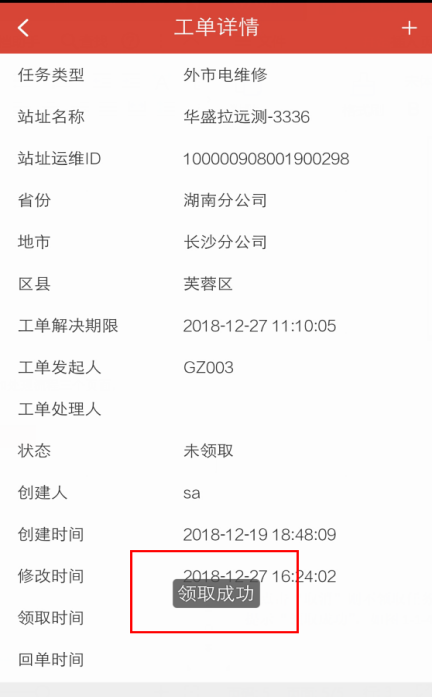 工单详情
任务类型 外市电维修
站址名称 华盛拉远测-3336
站址运维ID 100000908001900298
省份 湖南分公司
地市 长沙分公司
区县 芙蓉区
工单解决期限 2018-12-27 11:10:05
工单发起人 GZ003
工单处理人
状态 未领取
创建人 sa
创建时间 2018-12-19 18:48:09
修改时间 2018-12-27 16:24:02
领取成功
领取时间
回单时间